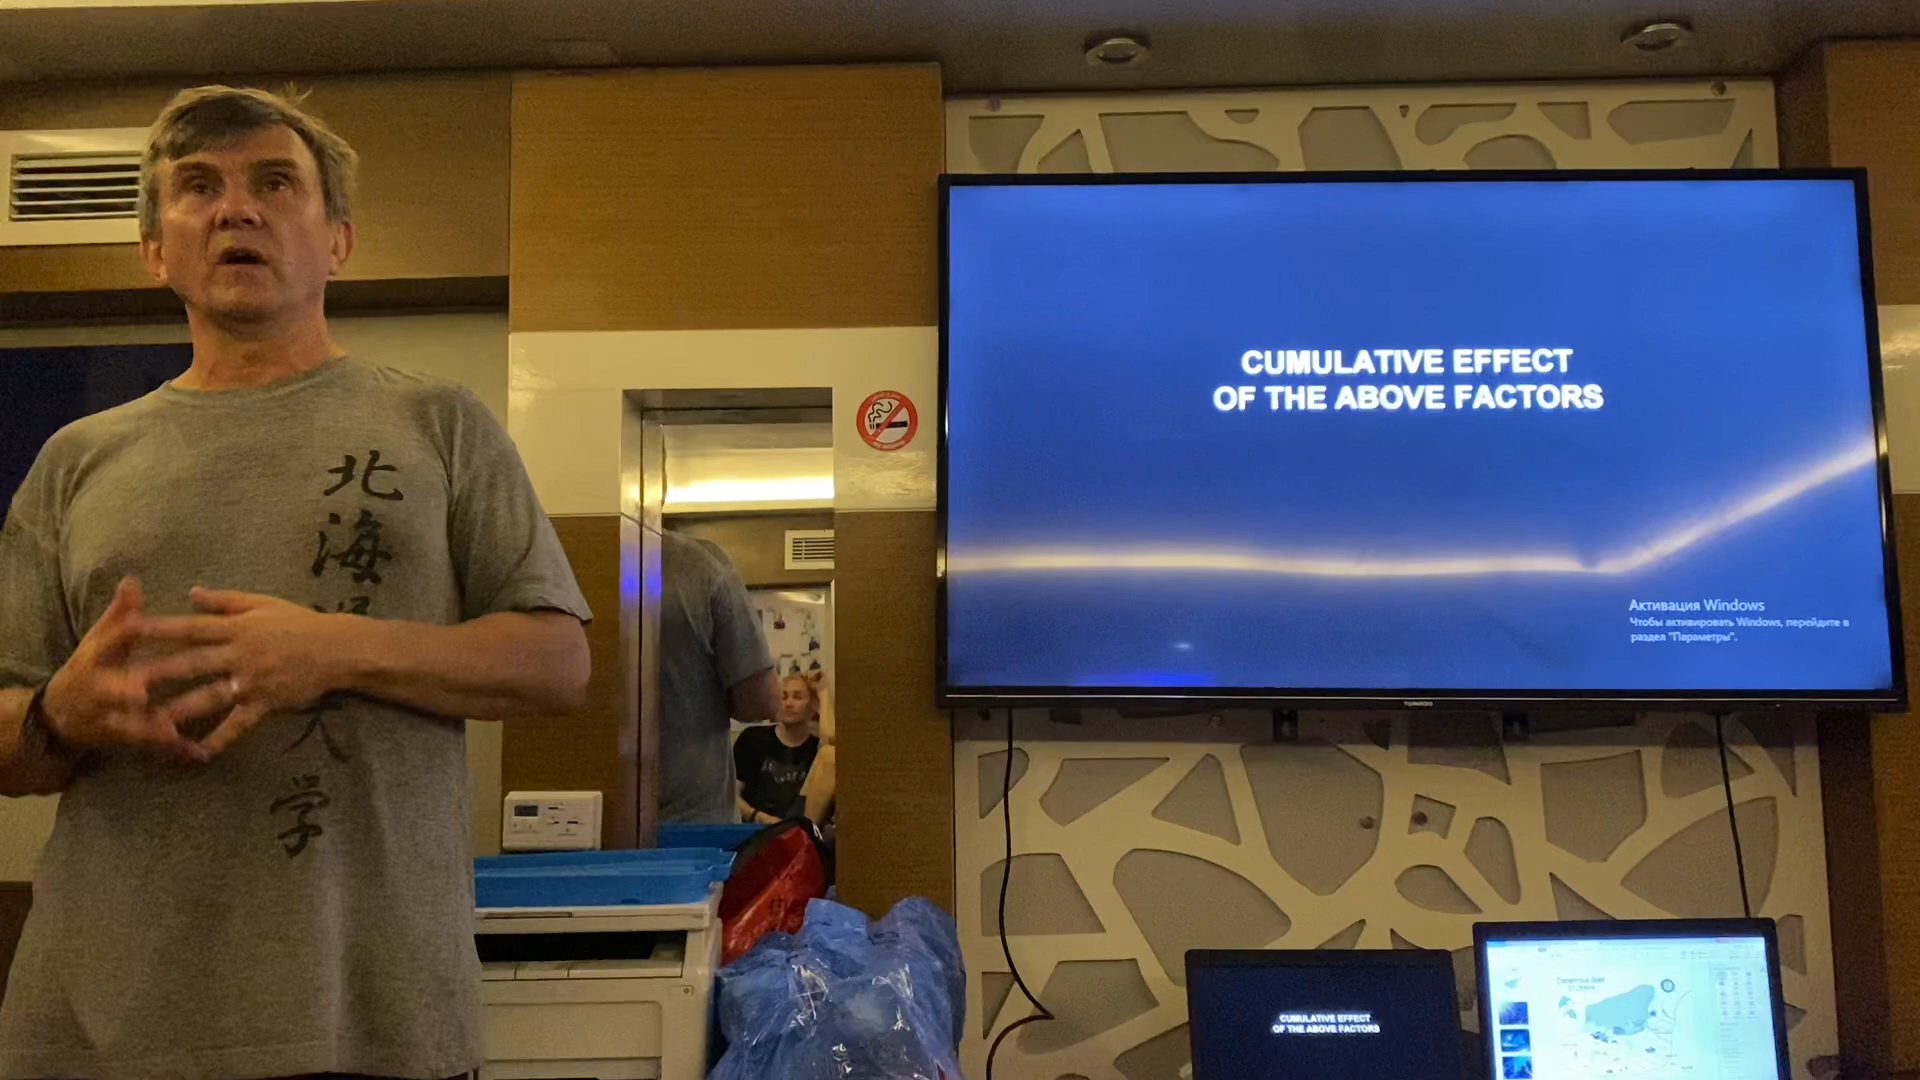 北
海
大
学
CUMULATIVE EFFECT
OF THE ABOVE FACTORS
Активация Windows
Чтобы активировать Windows, перейдите в
раздел "Параметры".
CUMULATIVE EFFECT
OF THE ABOVE FACTORS